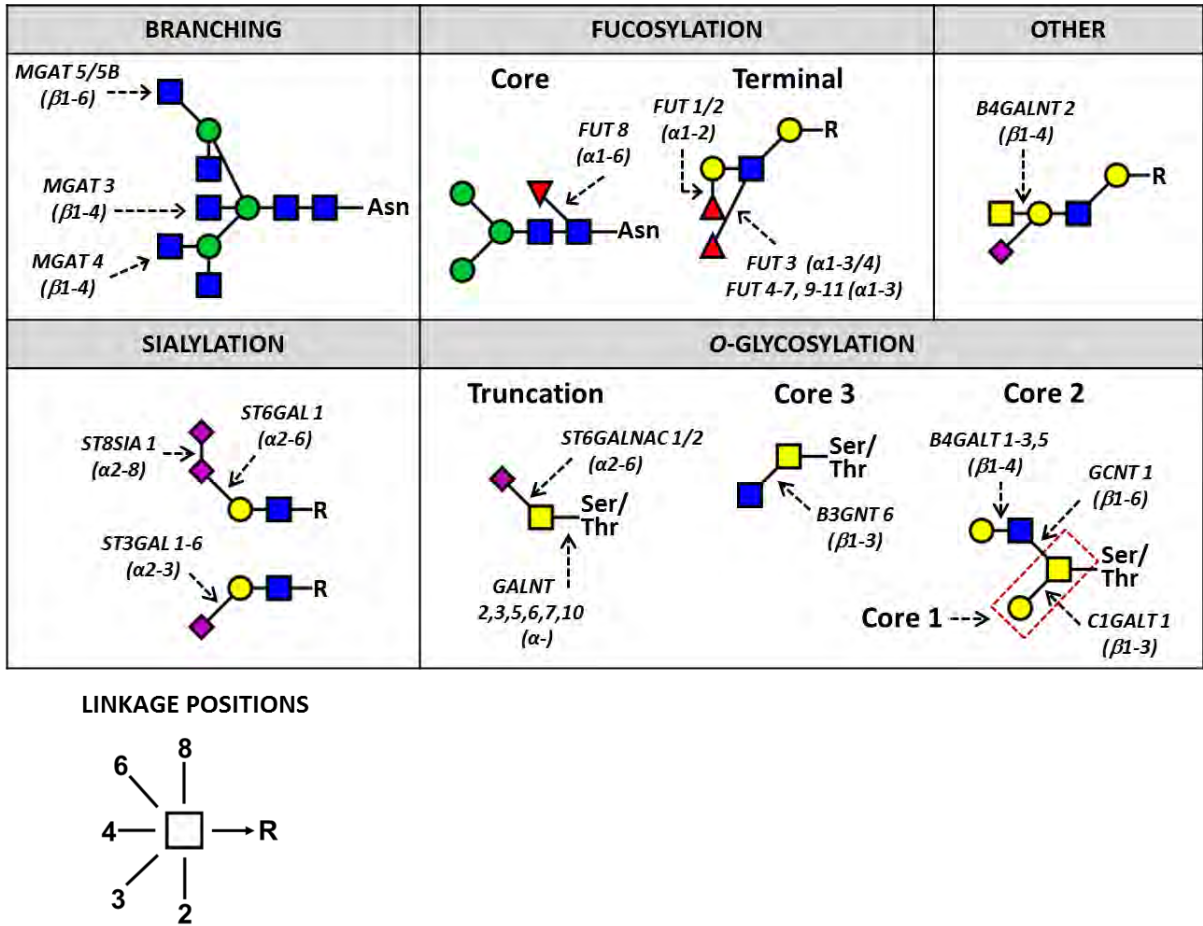 BRANCHING
MGAT 5/5B
(β1-6)
MGAT 3
(β1-4)
MGAT 4
(β1-4)
Asn
FUCOSYLATION
Core
FUT 8
(α1-6)
Asn
Terminal
FUT 1/2
(α1-2)
R
FUT 3 (α1-3/4)
FUT 4-7, 9-11 (α1-3)
OTHER
B4GALNT 2
(β1-4)
R
SIALYLATION
ST6GAL 1
(α2-6)
ST8SIA 1
(α2-8)
R
ST3GAL 1-6
(α2-3)
R
O-GLYCOSYLATION
Truncation
ST6GALNAC 1/2
(α2-6)
Ser/
Thr
GALNT
2,3,5,6,7,10
(α-)
Core 3
Ser/
Thr
B3GNT 6
(β1-3)
Core 2
B4GALT 1-3,5
(β1-4)
GCNT 1
(β1-6)
Ser/
Thr
Core 1
C1GALT 1
(β1-3)
LINKAGE POSITIONS
8
6
4
R
3
2